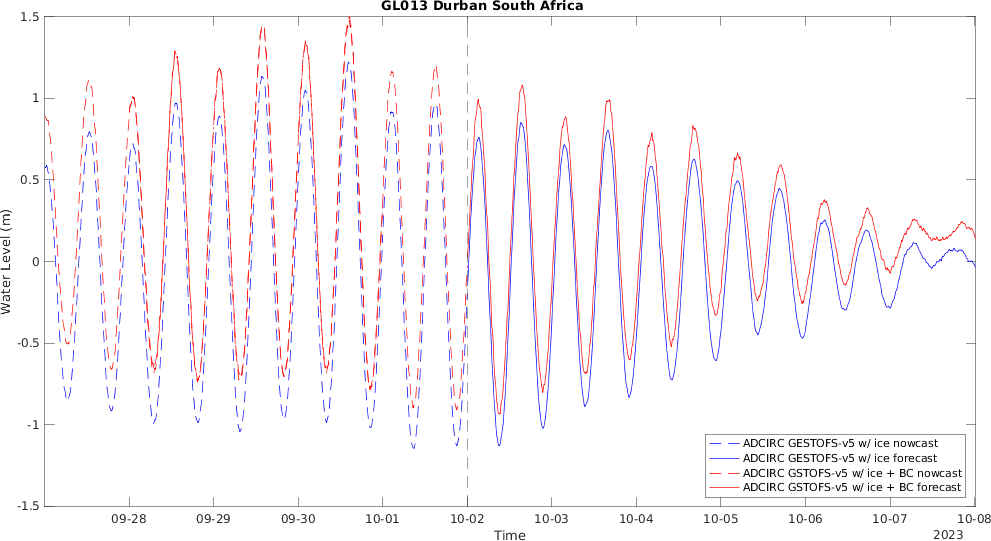 GL013 Durban South Africa
1.5
1
0.5
0
-0.5
-1
-1.5
Water Level (m)
ADCIRC GESTOFS-v5 w/ ice nowcast
ADCIRC GESTOFS-v5 w/ ice forecast
ADCIRC GSTOFS-v5 w/ ice + BC nowcast
ADCIRC GSTOFS-v5 w/ ice + BC forecast
09-28 09-29 09-30 10-01 10-02 10-03 10-04 10-05 10-06 10-07 10-08
Time
2023